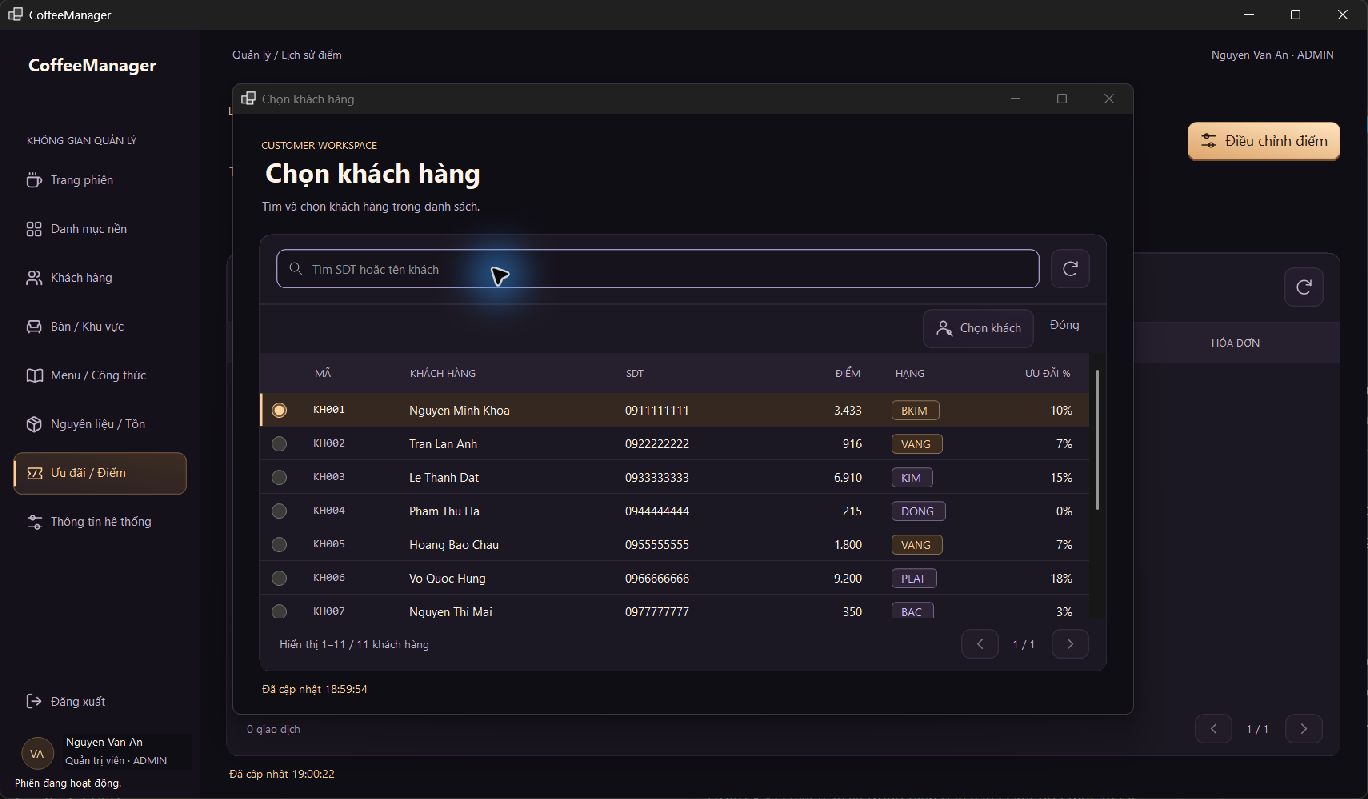 CoffeeManager
CoffeeManager
Quản lý / Lịch sử điểm
Nguyen Van An · ADMIN
KHÔNG GIAN QUẢN LÝ
Trang phiên
Danh mục nền
Khách hàng
Bàn / Khu vực
Menu / Công thức
Nguyên liệu / Tồn
Ưu đãi / Điểm
Thông tin hệ thống
Đăng xuất
VA
Nguyen Van An
Quản trị viên · ADMIN
Phiên đang hoạt động.
Điều chỉnh điểm
Chọn khách hàng
CUSTOMER WORKSPACE
Chọn khách hàng
Tìm và chọn khách hàng trong danh sách.
Tìm SDT hoặc tên khách
Chọn khách
Đóng
HÓA ĐƠN
MÃ KHÁCH HÀNG SDT ĐIỂM HẠNG ƯU ĐÃI %
KH001 Nguyen Minh Khoa 0911111111 3.433 BKIM 10%
KH002 Tran Lan Anh 0922222222 916 VANG 7%
KH003 Le Thanh Dat 0933333333 6.910 KIM 15%
KH004 Pham Thu Ha 0944444444 215 DONG 0%
KH005 Hoang Bao Chau 0955555555 1.800 VANG 7%
KH006 Vo Quoc Hung 0966666666 9.200 PLAT 18%
KH007 Nguyen Thi Mai 0977777777 350 BAC 3%
Hiển thị 1–11 / 11 khách hàng
1 / 1
Đã cập nhật 18:59:54
0 giao dịch
1 / 1
Đã cập nhật 19:00:22